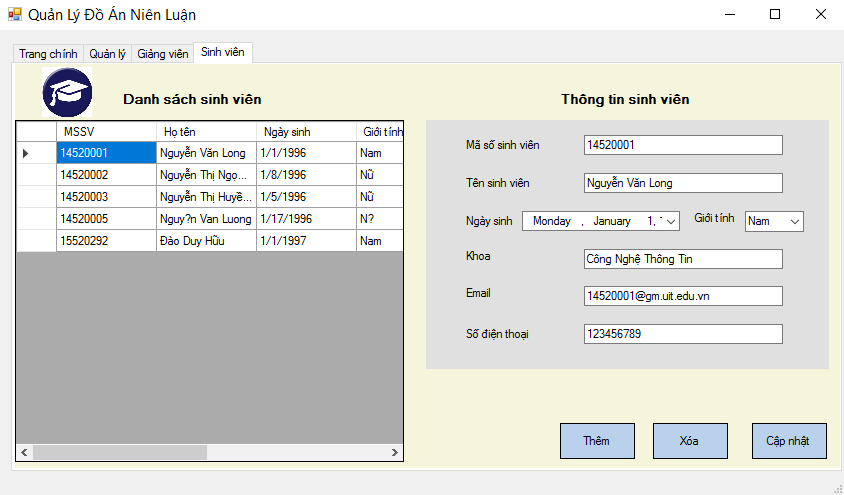 Quản Lý Đồ Án Niên Luận
Trang chính Quản lý Giảng viên Sinh viên
Danh sách sinh viên
MSSV Họ tên Ngày sinh Giới tính
14520001 Nguyễn Văn Long 1/1/1996 Nam
14520002 Nguyễn Thị Ngọ... 1/8/1996 Nữ
14520003 Nguyễn Thị Huyề... 1/5/1996 Nữ
14520005 Nguy?n Van Luong 1/17/1996 N?
15520292 Đào Duy Hữu 1/1/1997 Nam
Thông tin sinh viên
Mã số sinh viên 14520001
Tên sinh viên Nguyễn Văn Long
Ngày sinh Monday , January 1, Giới tính Nam
Khoa Công Nghệ Thông Tin
Email 14520001@gm.uit.edu.vn
Số điện thoại 123456789
Thêm Xóa Cập nhật